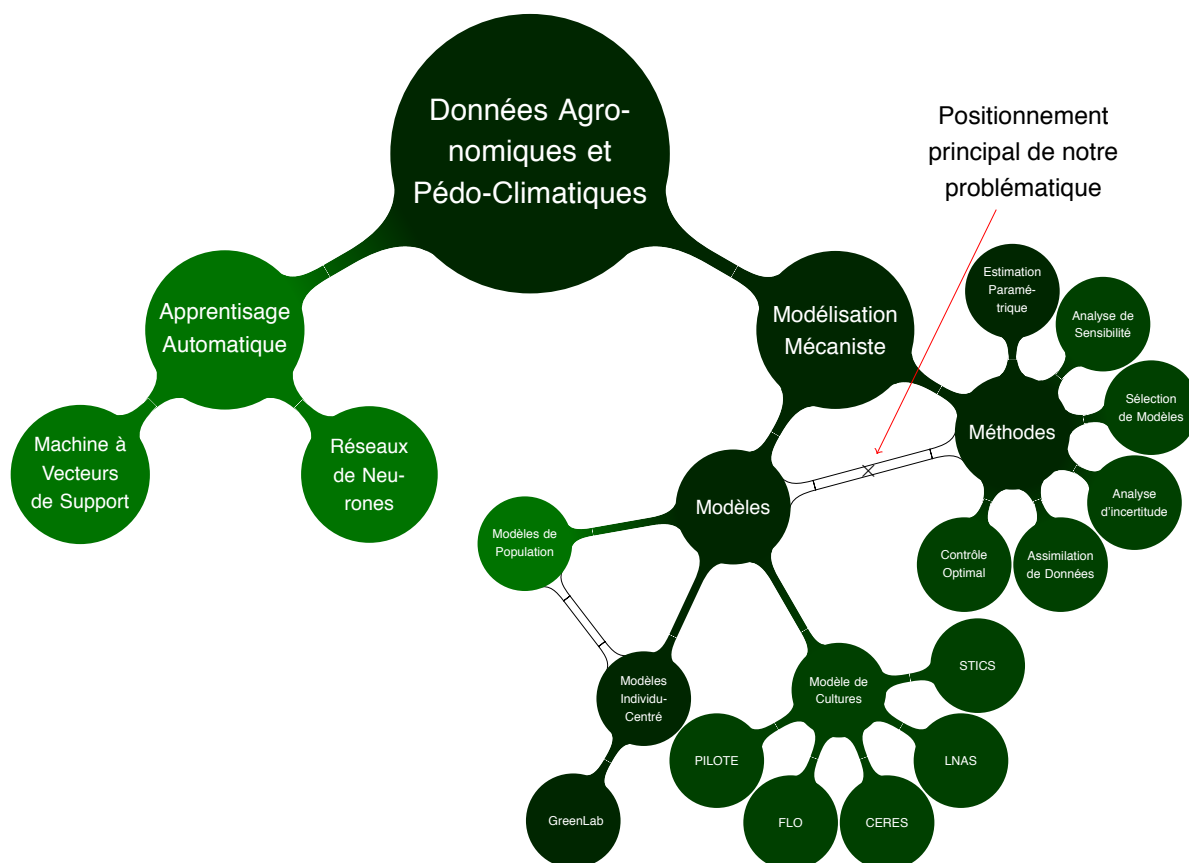 Données Agro-
nomiques et
Pédo-Climatiques
Positionnement
principal de notre
problématique
Apprentisage
Automatique
Modélisation
Mécaniste
Estimation
Paramé-
trique
Analyse de
Sensibilité
Sélection
de Modèles
Méthodes
Machine à
Vecteurs
de Support
Réseaux
de Neu-
rones
Analyse
d'incertitude
Modèles
Modèles de
Population
Contrôle
Optimal
Assimilation
de Données
Modèles
Individu-
Centré
Modèle de
Cultures
STICS
PILOTE
LNAS
GreenLab
FLO
CERES